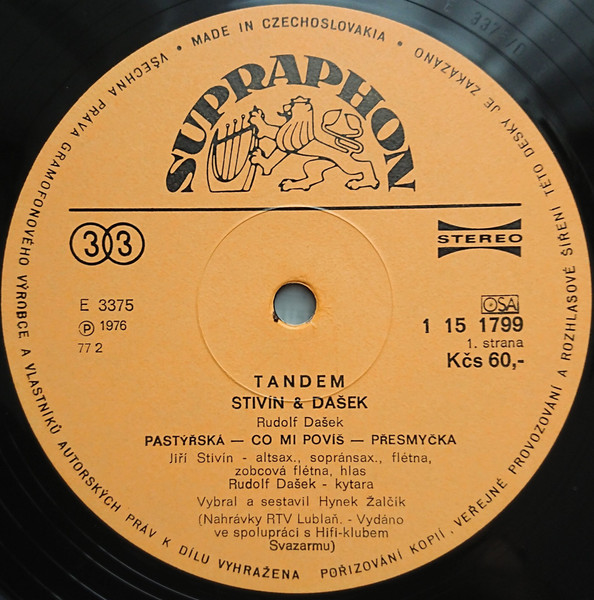 • MADE IN CZECHOSLOVAKIA •
VŠECHNA PRÁVA GRAMOFONOVÉHO VÝROBCE A VLASTNÍKŮ AUTORSKÝCH PRÁV K DÍLU VYHRAŽENA
POŘIZOVÁNÍ KOPIÍ, VEŘEJNÉ PROVOZOVÁNÍ A ROZHLASOVÉ ŠÍŘENÍ TÉTO DESKY JE ZAKÁZÁNO
SUPRAPHON
33
STEREO
E 3375
Ⓟ 1976
77 2
OSA
1 15 1799
1. strana
Kčs 60,-
TANDEM
STIVÍN & DAŠEK
Rudolf Dašek
PASTÝŘSKÁ — CO MI POVÍŠ — PŘESMYČKA
Jiří Stivín - altsax., sopránsax., flétna,
zobcová flétna, hlas
Rudolf Dašek - kytara
Vybral a sestavil Hynek Žalčík
(Nahrávky RTV Lublaň. - Vydáno
ve spolupráci s Hifi-klubem
Svazarmu)